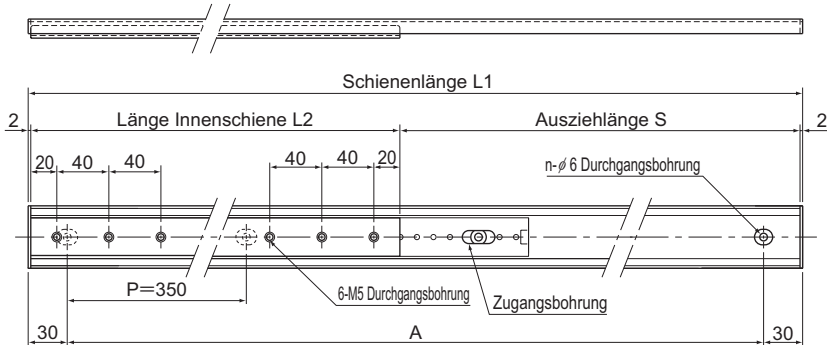 Schienenlänge L1
2
Länge Innenschiene L2
Ausziehlänge S
2
20
40
40
40
40
20
n-ϕ 6 Durchgangsbohrung
P=350
6-M5 Durchgangsbohrung
Zugangsbohrung
30
A
30